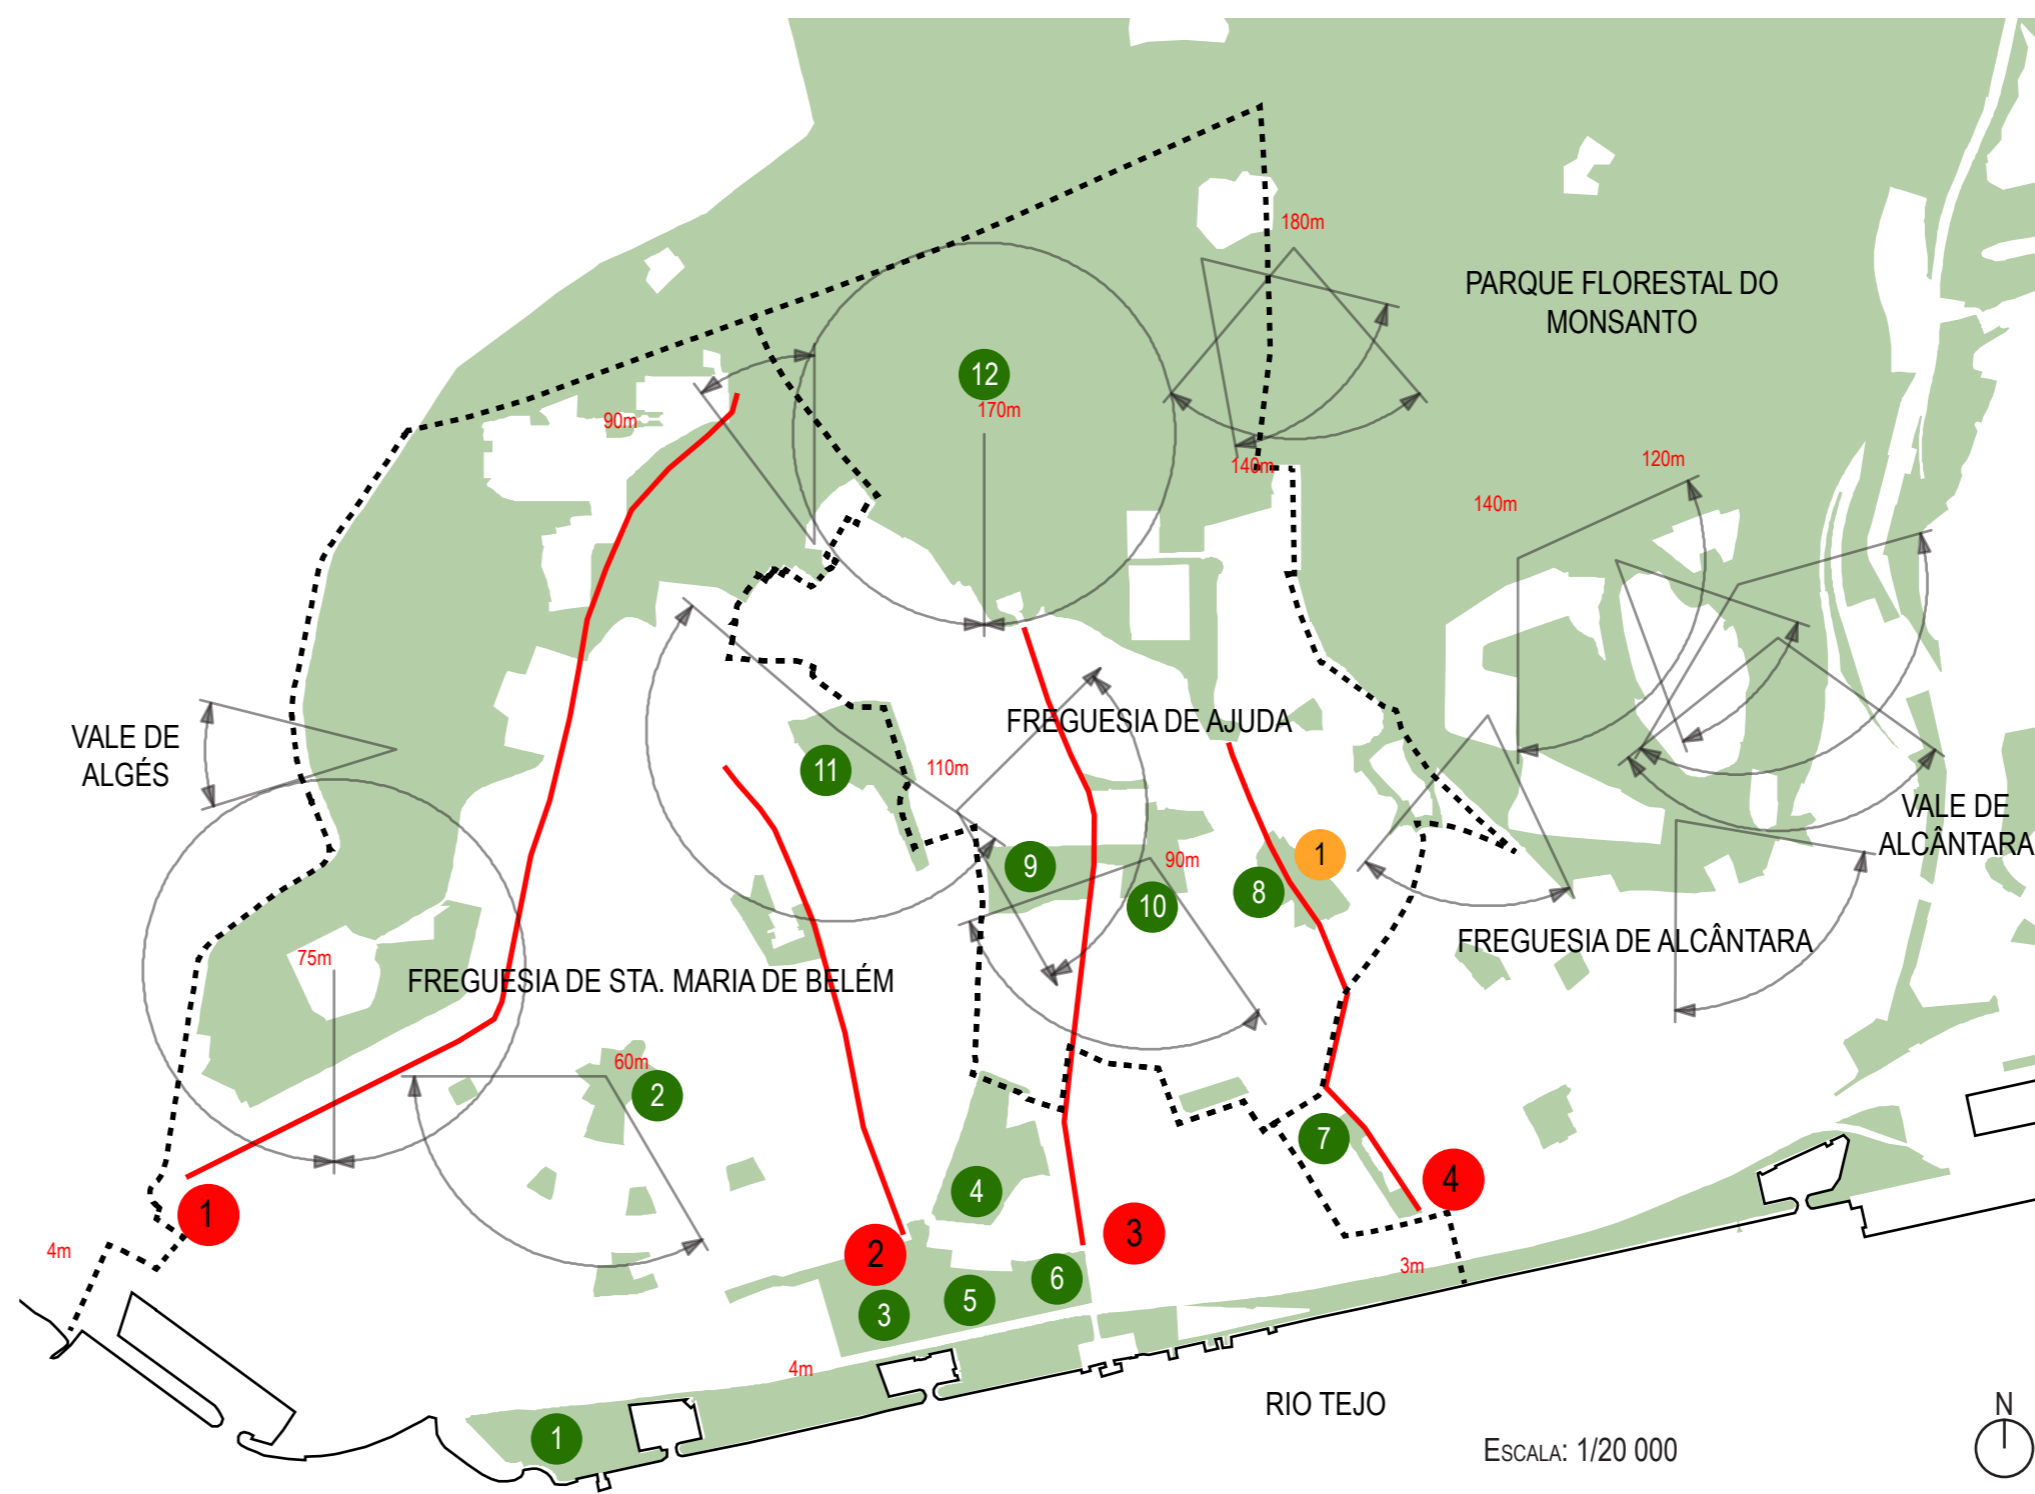 180m
PARQUE FLORESTAL DO
MONSANTO
12
170m
90m
140m
120m
140m
VALE DE
ALGÉS
FREGUESIA DE AJUDA
11
110m
9
90m
1
8
10
VALE DE
ALCÂNTARA
FREGUESIA DE ALCÂNTARA
75m
FREGUESIA DE STA. MARIA DE BELÉM
60m
2
7
4
4
1
3
2
4m
6
5
3
3m
4m
1
RIO TEJO
ESCALA: 1/20 000
N